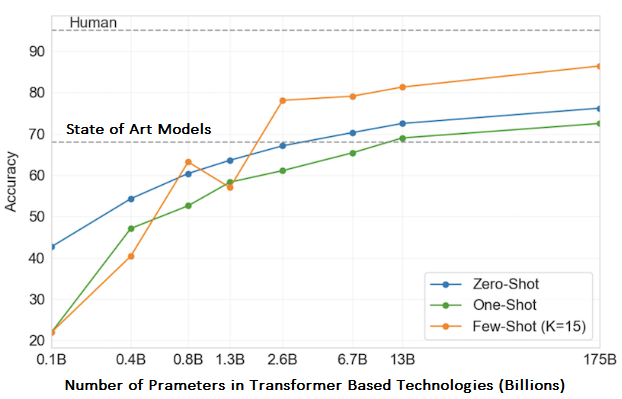 Human
90
80
State of Art Models
70
60
50
40
30
20
Accuracy
Zero-Shot
One-Shot
Few-Shot (K=15)
0.1B 0.4B 0.8B 1.3B 2.6B 6.7B 13B 175B
Number of Prameters in Transformer Based Technologies (Billions)